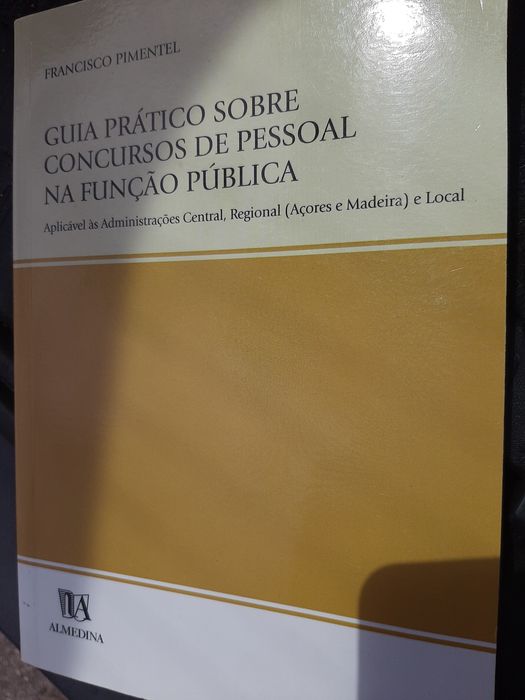 FRANCISCO PIMENTEL
GUIA PRÁTICO SOBRE
CONCURSOS DE PESSOAL
NA FUNÇÃO PÚBLICA
Aplicável às Administrações Central, Regional (Açores e Madeira) e Local
ALMEDINA